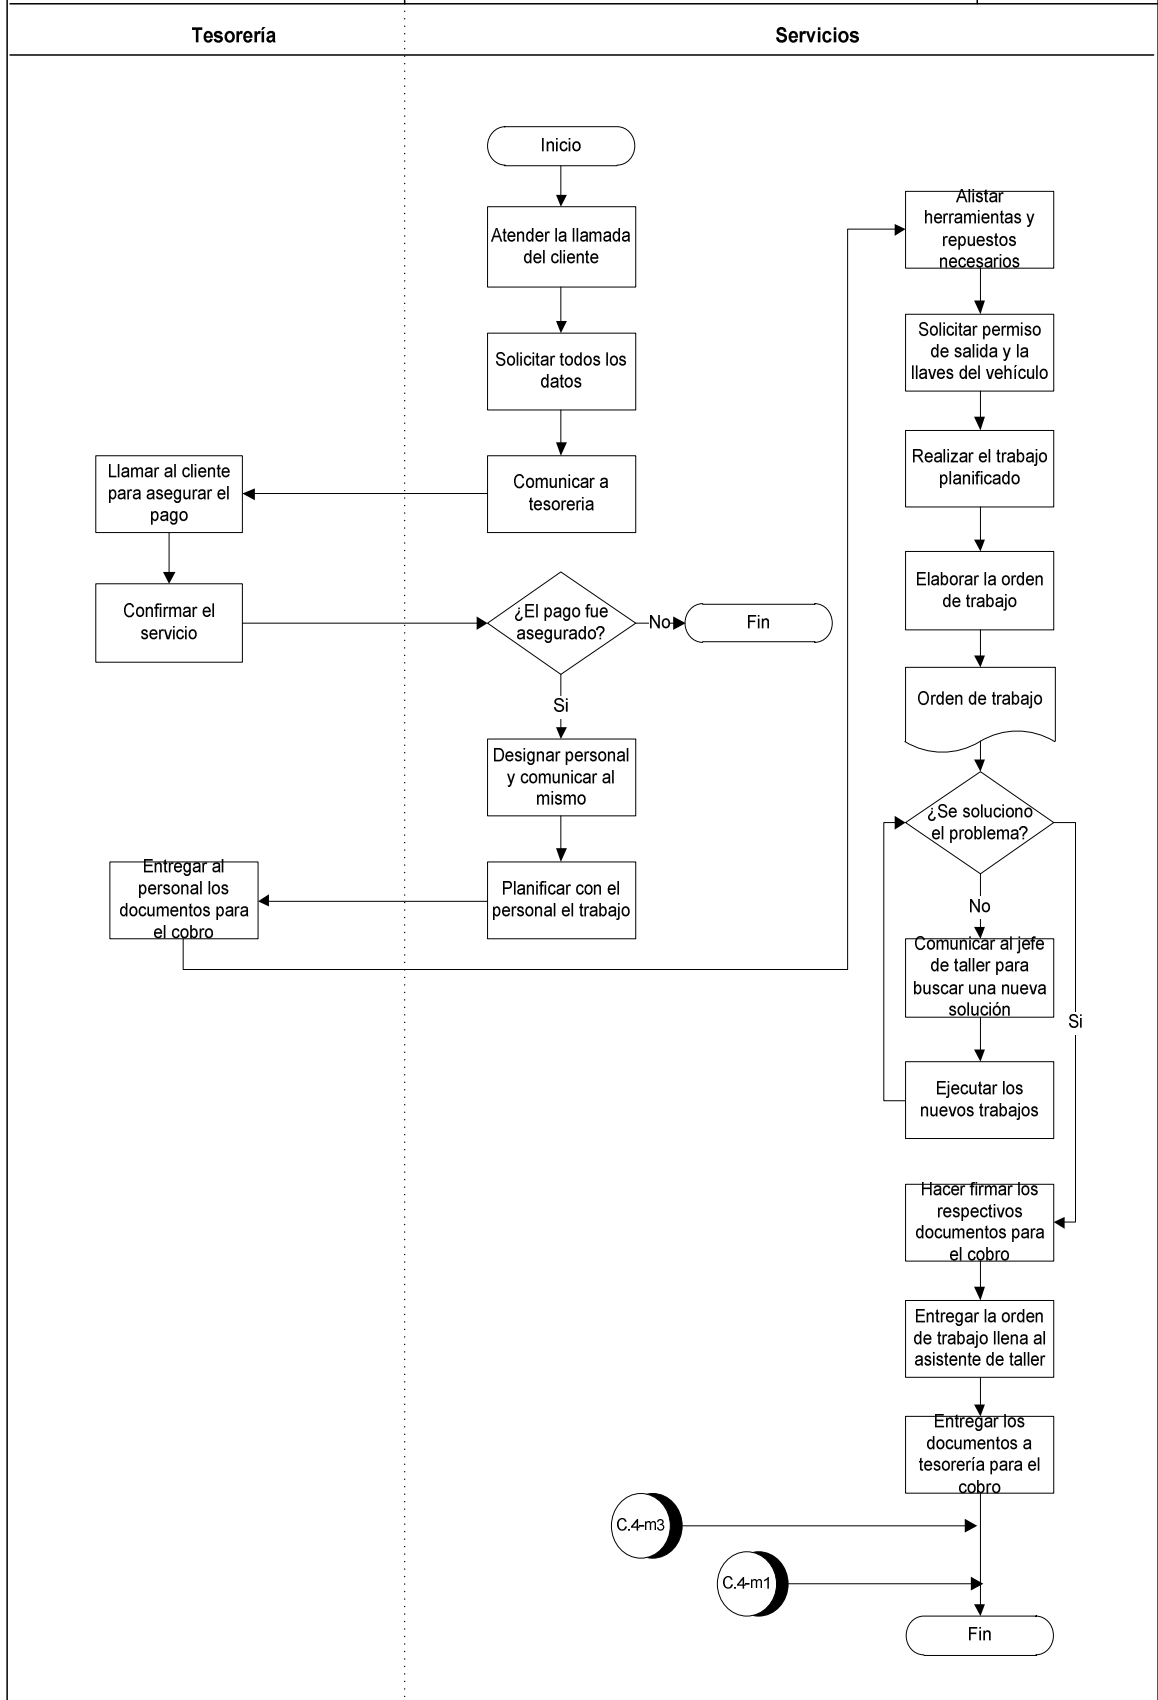 Tesorería
Servicios
Inicio
Atender la llamada
del cliente
Solicitar todos los
datos
Comunicar a
tesoreria
Llamar al cliente
para asegurar el
pago
Confirmar el
servicio
¿El pago fue
asegurado?
No
Fin
Si
Designar personal
y comunicar al
mismo
Planificar con el
personal el trabajo
Entregar al
personal los
documentos para
el cobro
Alistar
herramientas y
repuestos
necesarios
Solicitar permiso
de salida y la
llaves del vehículo
Realizar el trabajo
planificado
Elaborar la orden
de trabajo
Orden de trabajo
¿Se soluciono
el problema?
No
Comunicar al jefe
de taller para
buscar una nueva
solución
Si
Ejecutar los
nuevos trabajos
Hacer firmar los
respectivos
documentos para
el cobro
Entregar la orden
de trabajo llena al
asistente de taller
Entregar los
documentos a
tesorería para el
cobro
C.4-m3
C.4-m1
Fin